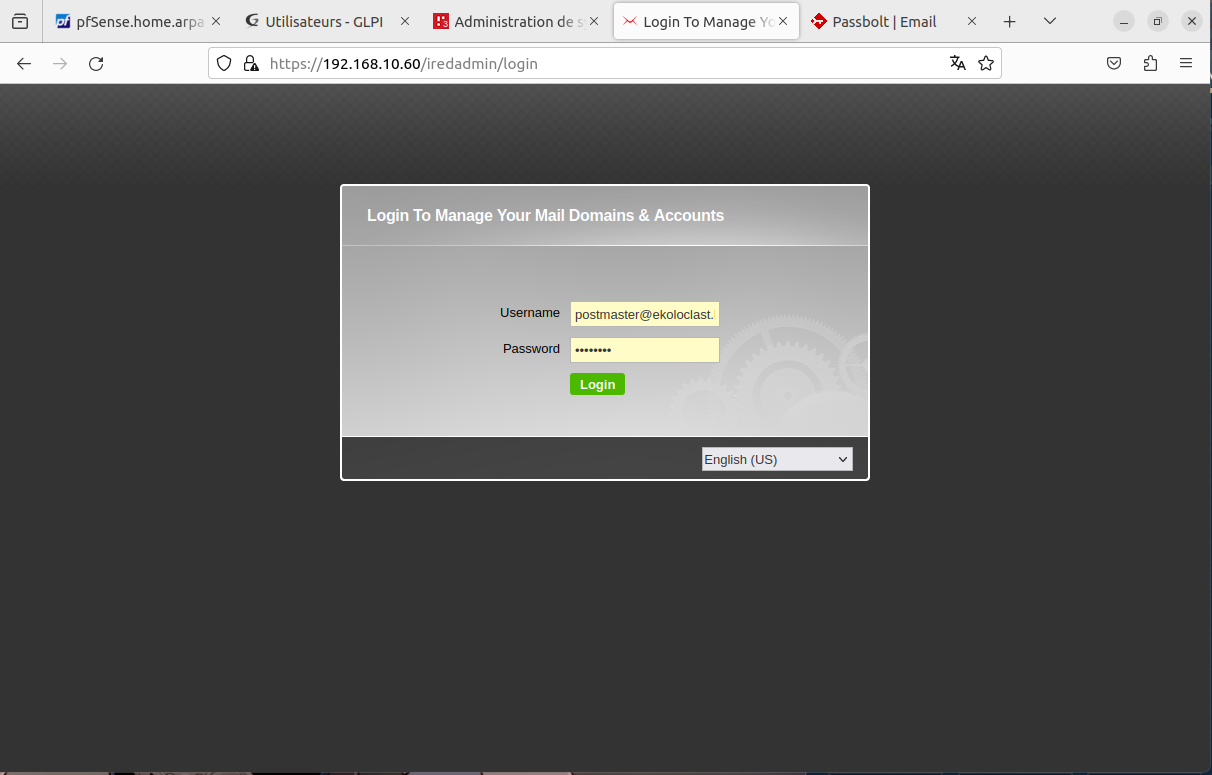 pfSense.home.arpa
Utilisateurs - GLPI
Administration de s
Login To Manage Yo
Passbolt | Email
https://192.168.10.60/iredadmin/login
Login To Manage Your Mail Domains & Accounts
Username postmaster@ekoloclast.
Password ••••••••
Login
English (US)